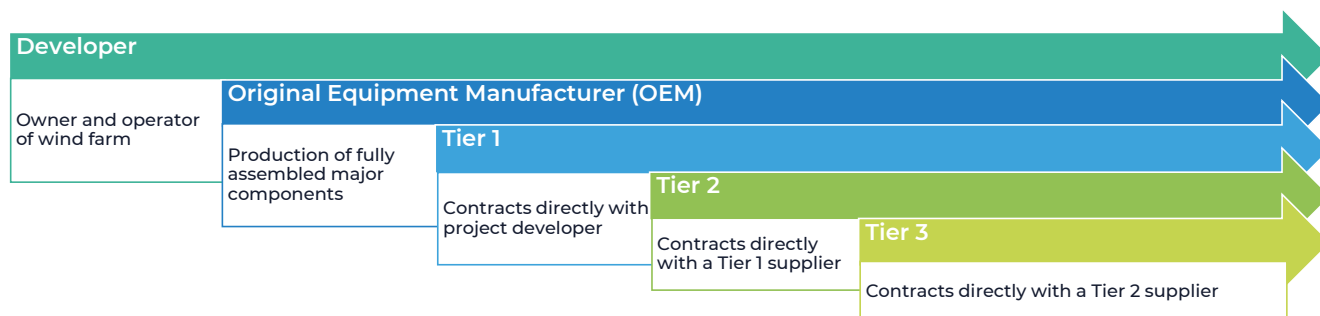 Developer
Owner and operator
of wind farm
Original Equipment Manufacturer (OEM)
Production of fully
assembled major
components
Tier 1
Contracts directly with
project developer
Tier 2
Contracts directly
with a Tier 1 supplier
Tier 3
Contracts directly with a Tier 2 supplier